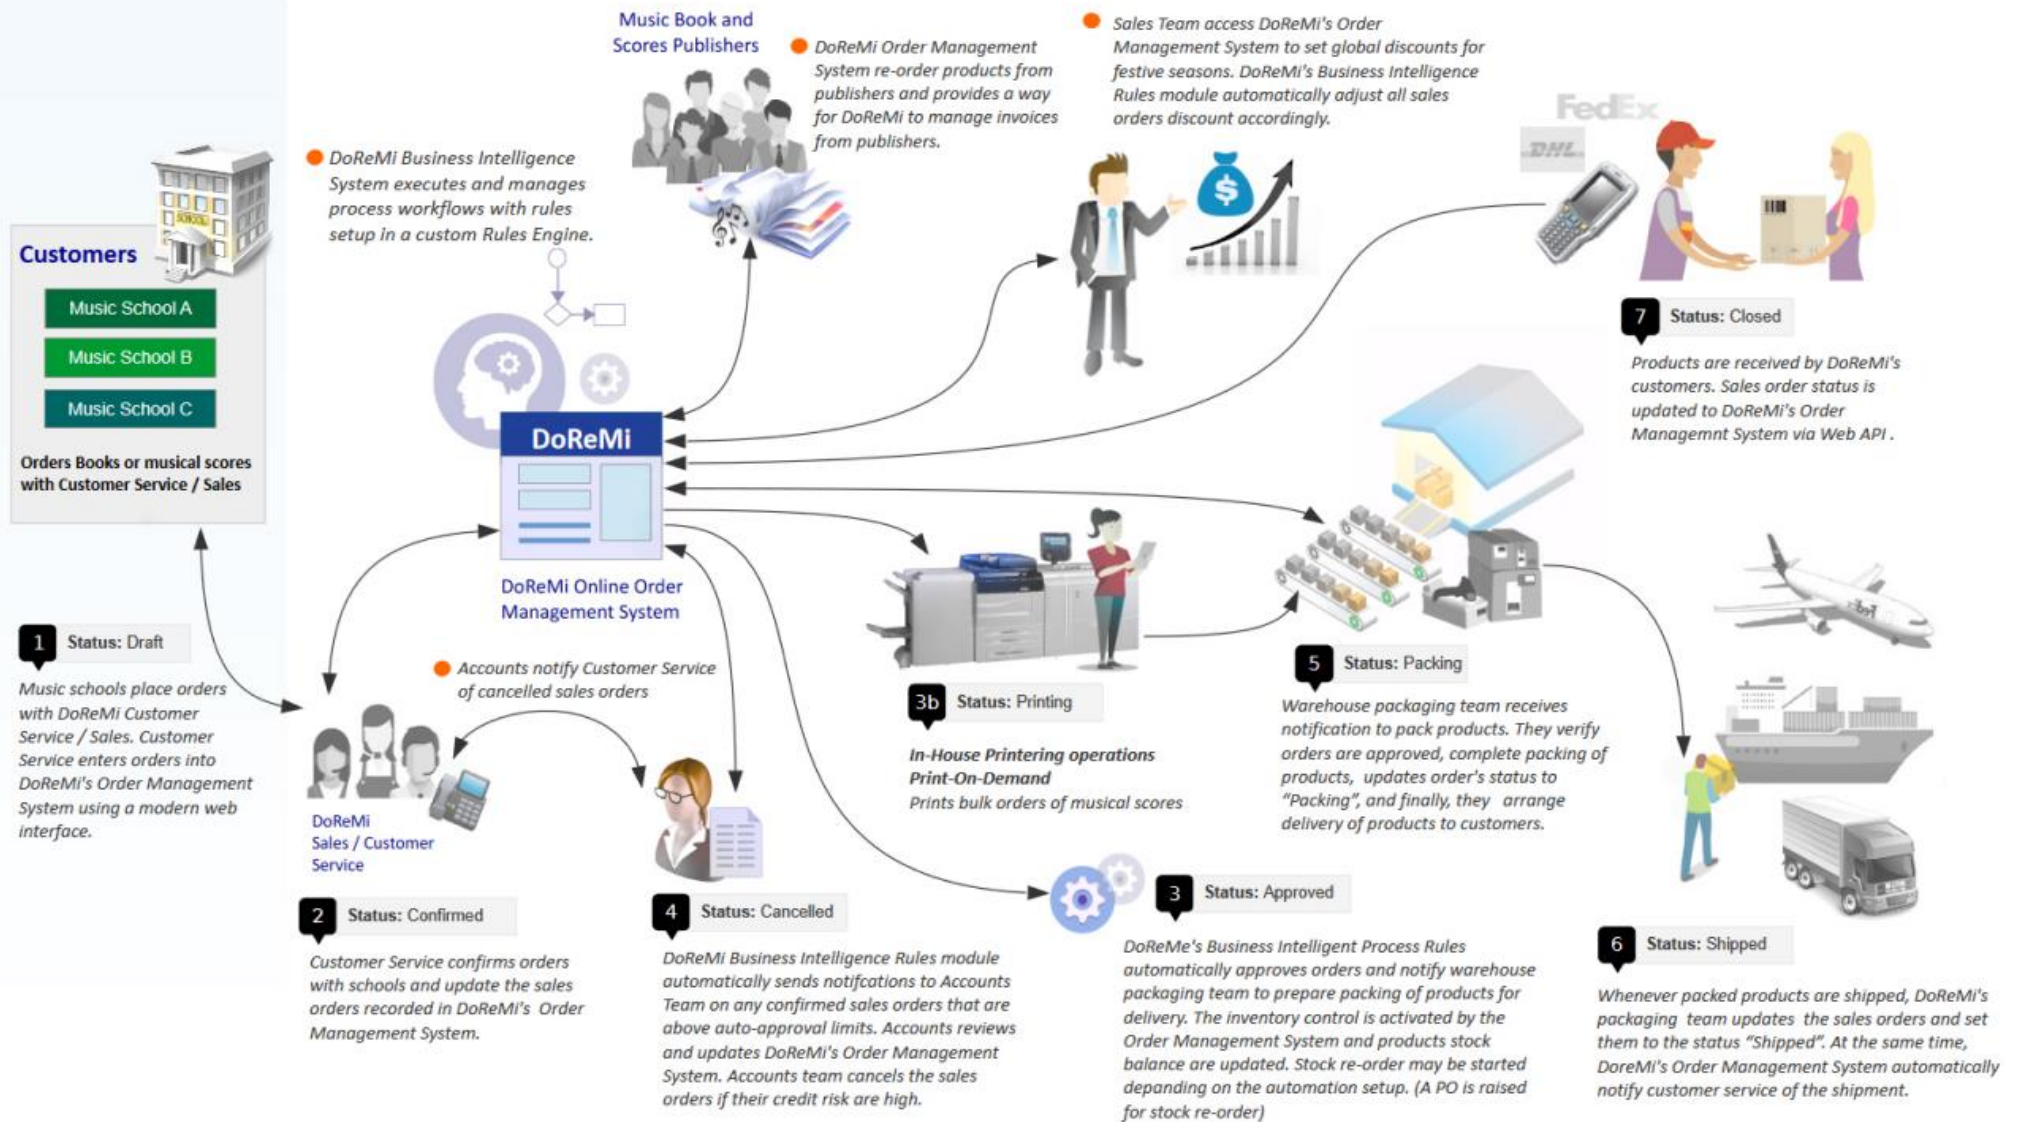 Music Book and
Scores Publishers
DoReMi Order Management
System re-order products from
publishers and provides a way
for DoReMi to manage invoices
from publishers.
Sales Team access DoReMi's Order
Management System to set global discounts for
festive seasons. DoReMi's Business Intelligence
Rules module automatically adjust all sales
orders discount accordingly.
FedEx
DHL
DoReMi Business Intelligence
System executes and manages
process workflows with rules
setup in a custom Rules Engine.
SCHOOL
Customers
Music School A
Music School B
Music School C
Orders Books or musical scores
with Customer Service / Sales
$
7 Status: Closed
Products are received by DoReMi's
customers. Sales order status is
updated to DoReMi's Order
Managemnt System via Web API .
DoReMi
DoReMi Online Order
Management System
1 Status: Draft
Music schools place orders
with DoReMi Customer
Service / Sales. Customer
Service enters orders into
DoReMi's Order Management
System using a modern web
interface.
Accounts notify Customer Service
of cancelled sales orders
DoReMi
Sales / Customer
Service
2 Status: Confirmed
Customer Service confirms orders
with schools and update the sales
orders recorded in DoReMi's Order
Management System.
4 Status: Cancelled
DoReMi Business Intelligence Rules module
automatically sends notifcations to Accounts
Team on any confirmed sales orders that are
above auto-approval limits. Accounts reviews
and updates DoReMi's Order Management
System. Accounts team cancels the sales
orders if their credit risk are high.
3b Status: Printing
In-House Printering operations
Print-On-Demand
Prints bulk orders of musical scores
3 Status: Approved
DoReMe's Business Intelligent Process Rules
automatically approves orders and notify warehouse
packaging team to prepare packing of products for
delivery. The inventory control is activated by the
Order Management System and products stock
balance are updated. Stock re-order may be started
depanding on the automation setup. (A PO is raised
for stock re-order)
5 Status: Packing
Warehouse packaging team receives
notification to pack products. They verify
orders are approved, complete packing of
products, updates order's status to
“Packing”, and finally, they arrange
delivery of products to customers.
FedEx
6 Status: Shipped
Whenever packed products are shipped, DoReMi's
packaging team updates the sales orders and set
them to the status “Shipped”. At the same time,
DoreMi's Order Management System automatically
notify customer service of the shipment.